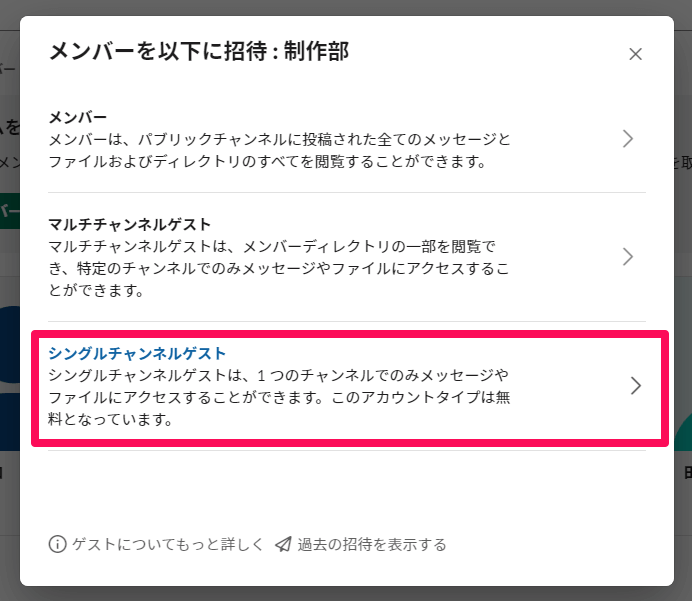 メンバーを以下に招待 : 制作部
メンバー
メンバーは、パブリックチャンネルに投稿された全てのメッセージと
ファイルおよびディレクトリのすべてを閲覧することができます。
マルチチャンネルゲスト
マルチチャンネルゲストは、メンバーディレクトリの一部を閲覧で
き、特定のチャンネルでのみメッセージやファイルにアクセスするこ
とができます。
シングルチャンネルゲスト
シングルチャンネルゲストは、1 つのチャンネルでのみメッセージや
ファイルにアクセスすることができます。このアカウントタイプは無
料となっています。
ゲストについてもっと詳しく 過去の招待を表示する